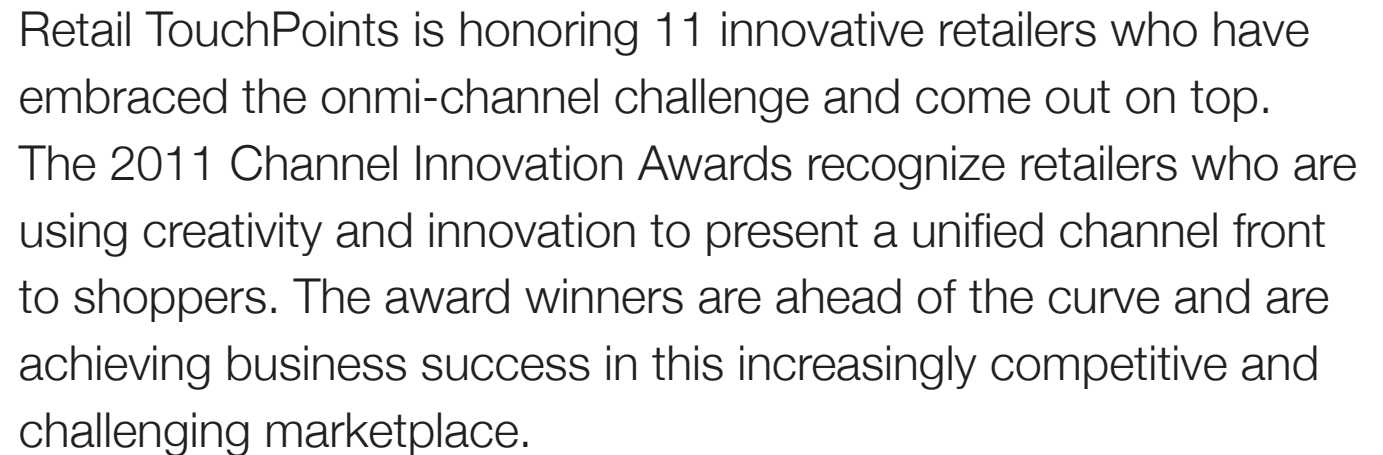 Retail TouchPoints is honoring 11 innovative retailers who have
embraced the onmi-channel challenge and come out on top.
The 2011 Channel Innovation Awards recognize retailers who are
using creativity and innovation to present a unified channel front
to shoppers. The award winners are ahead of the curve and are
achieving business success in this increasingly competitive and
challenging marketplace.